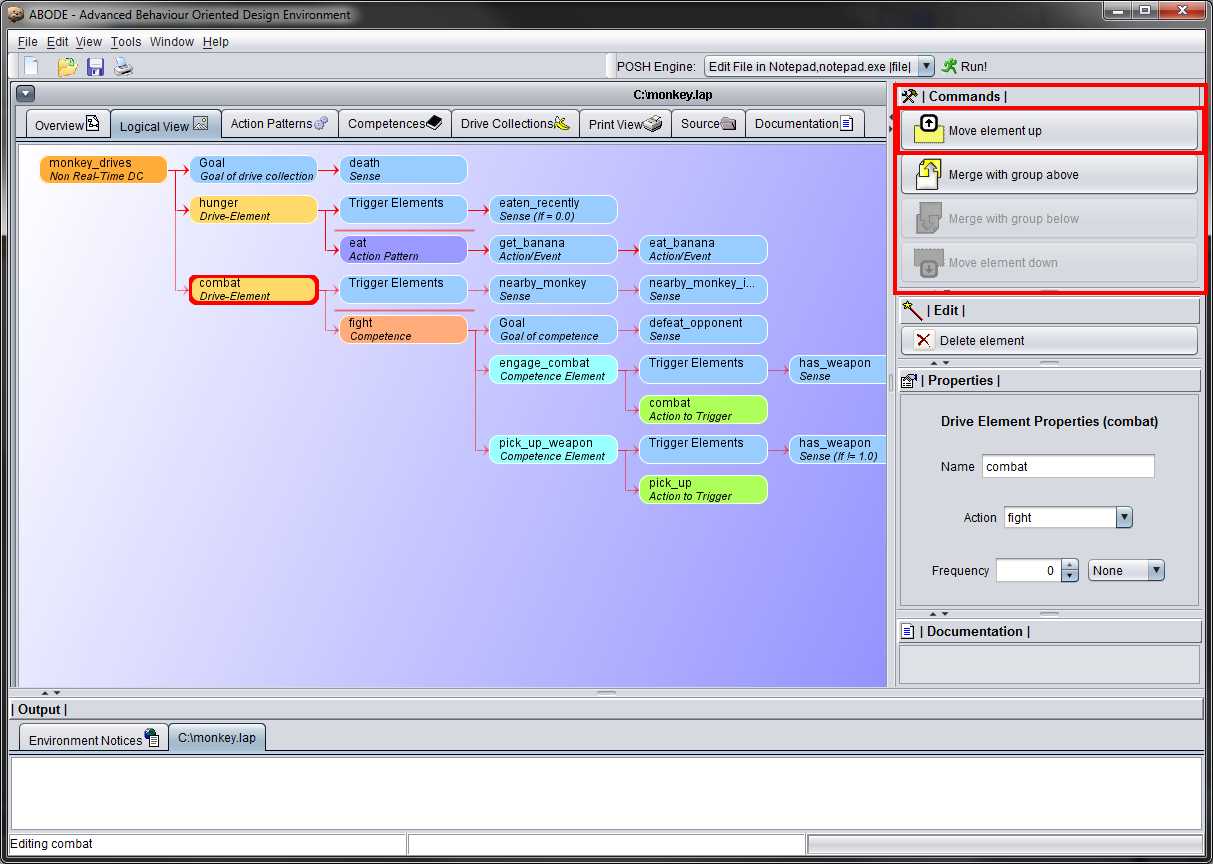 ABODE - Advanced Behaviour Oriented Design Environment
File Edit View Tools Window Help
POSH Engine: Edit File in Notepad,notepad.exe |file| Run!
C:\monkey.lap
Overview Logical View Action Patterns Competences Drive Collections Print View Source Documentation
monkey_drives
Non Real-Time DC
Goal
Goal of drive collection
death
Sense
hunger
Drive-Element
Trigger Elements
eaten_recently
Sense (If = 0.0)
eat
Action Pattern
get_banana
Action/Event
eat_banana
Action/Event
combat
Drive-Element
Trigger Elements
nearby_monkey
Sense
nearby_monkey_i...
Sense
fight
Competence
Goal
Goal of competence
defeat_opponent
Sense
engage_combat
Competence Element
Trigger Elements
has_weapon
Sense
combat
Action to Trigger
pick_up_weapon
Competence Element
Trigger Elements
has_weapon
Sense (If != 1.0)
pick_up
Action to Trigger
| Commands |
Move element up
Merge with group above
Merge with group below
Move element down
| Edit |
Delete element
| Properties |
Drive Element Properties (combat)
Name combat
Action fight
Frequency 0 None
| Documentation |
| Output |
Environment Notices C:\monkey.lap
Editing combat